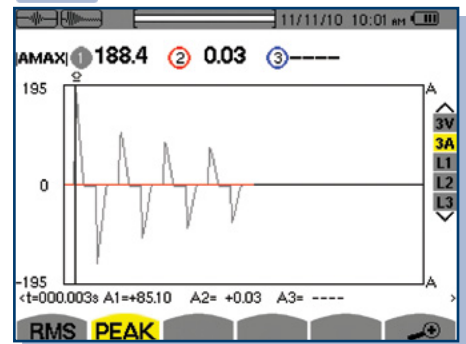 11/11/10 10:01 AM
|AMAX| 1 188.4 2 0.03 3 ----
195 A
3V
3A
L1
0 L2
L3
-195 A
<t=000.003s A1=+85.10 A2= +0.03 A3= ---- >
RMS PEAK